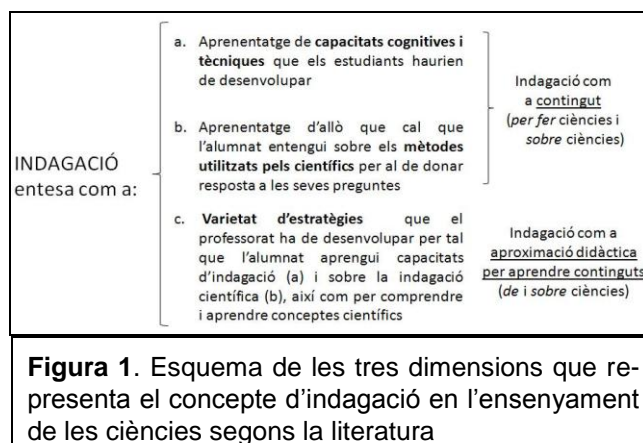 INDAGACIÓ
entesa com a:
a. Aprenentatge de capacitats cognitives i
tècniques que els estudiants haurien
de desenvolupar
b. Aprenentatge d'allò que cal que
l'alumnat entengui sobre els mètodes
utilitzats pels científics per al de donar
resposta a les seves preguntes
c. Varietat d'estratègies que el
professorat ha de desenvolupar per tal
que l'alumnat aprengui capacitats
d'indagació (a) i sobre la indagació
científica (b), així com per comprendre
i aprendre conceptes científics
Indagació com
a contingut
(per fer ciències i
sobre ciències)
Indagació com a
aproximació didàctica
per aprendre continguts
(de i sobre ciències)
Figura 1. Esquema de les tres dimensions que re-
presenta el concepte d'indagació en l'ensenyament
de les ciències segons la literatura